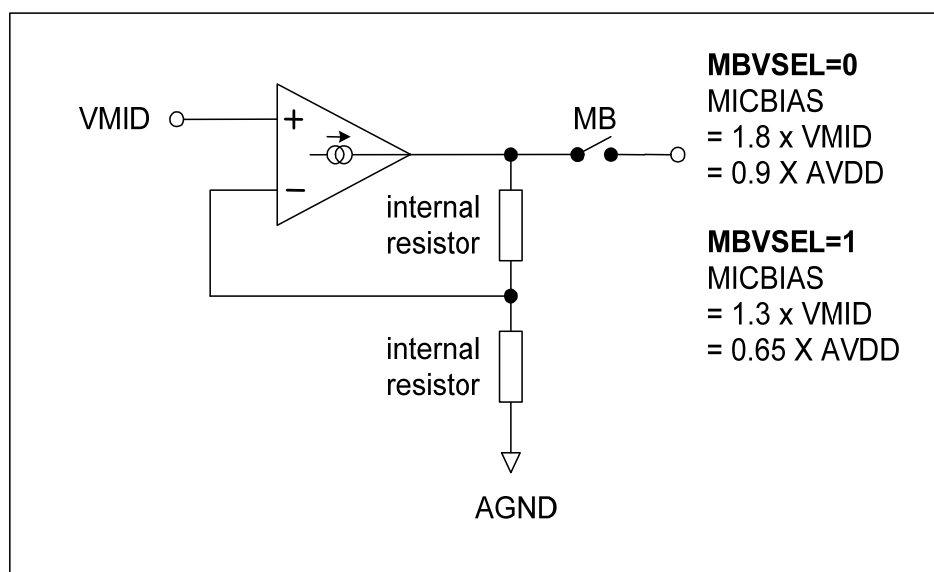 VMID
+
−
MB
internal
resistor
internal
resistor
AGND
MBVSEL=0
MICBIAS
= 1.8 x VMID
= 0.9 X AVDD
MBVSEL=1
MICBIAS
= 1.3 x VMID
= 0.65 X AVDD